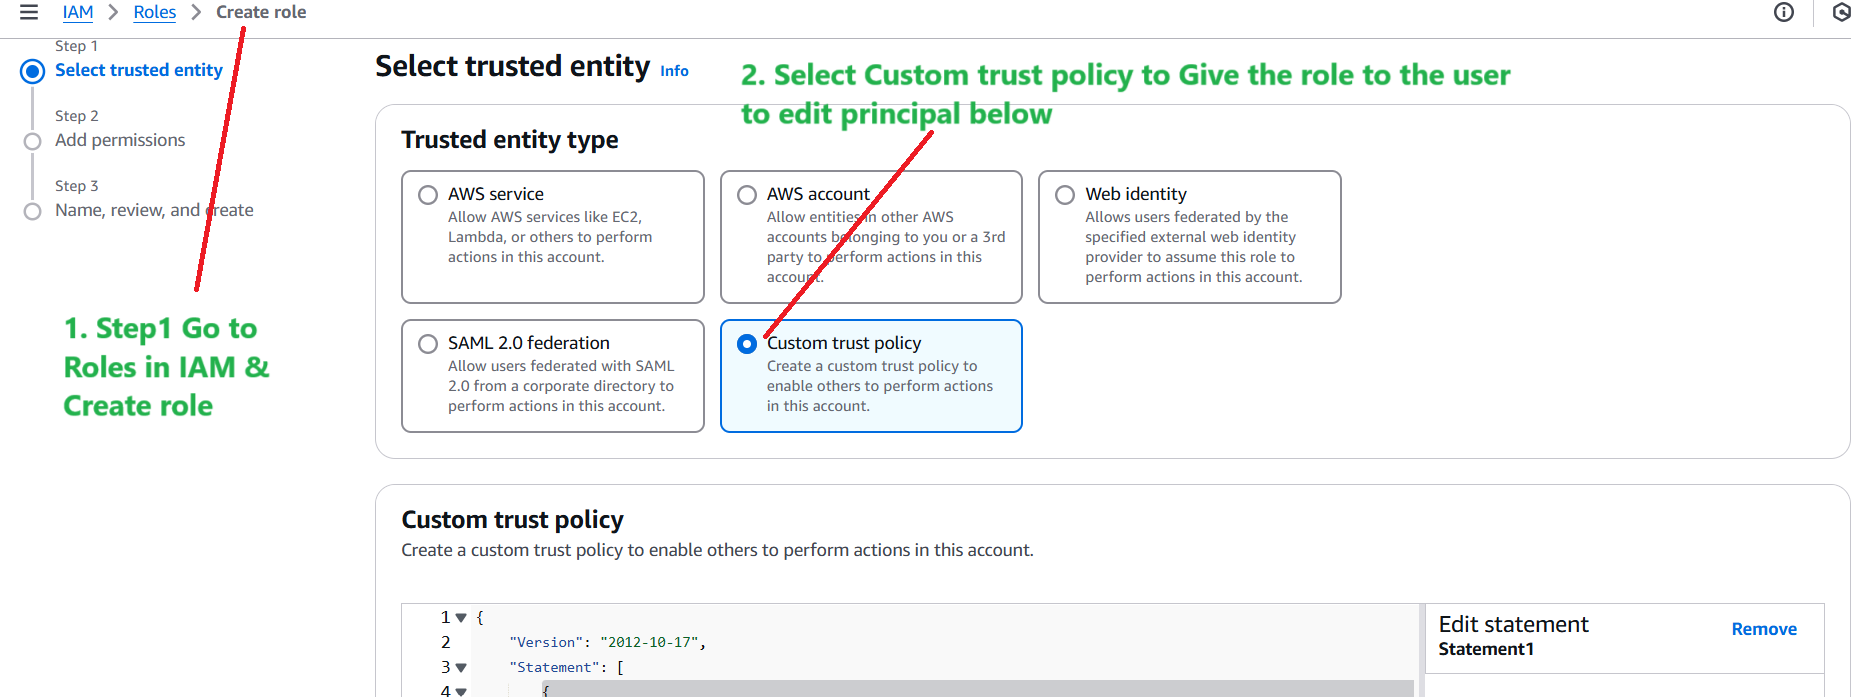 IAM > Roles > Create role
Step 1
Select trusted entity
Step 2
Add permissions
Step 3
Name, review, and create
1. Step1 Go to
Roles in IAM &
Create role
Select trusted entity Info
2. Select Custom trust policy to Give the role to the user
to edit principal below
Trusted entity type
AWS service
Allow AWS services like EC2,
Lambda, or others to perform
actions in this account.
AWS account
Allow entities in other AWS
accounts belonging to you or a 3rd
party to perform actions in this
account.
Web identity
Allows users federated by the
specified external web identity
provider to assume this role to
perform actions in this account.
SAML 2.0 federation
Allow users federated with SAML
2.0 from a corporate directory to
perform actions in this account.
Custom trust policy
Create a custom trust policy to
enable others to perform actions
in this account.
Custom trust policy
Create a custom trust policy to enable others to perform actions in this account.
1 {
2 "Version": "2012-10-17",
3 "Statement": [
4 {
Edit statement
Remove
Statement1